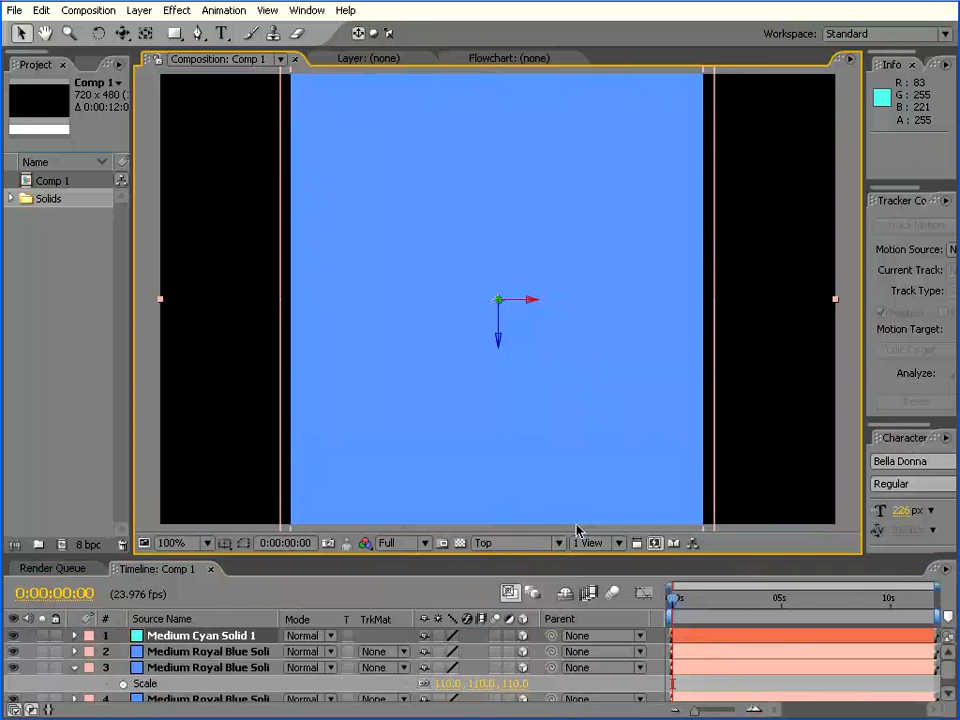 File Edit Composition Layer Effect Animation View Window Help
Workspace: Standard
Project Composition: Comp 1 Layer: (none) Flowchart: (none) Info
Comp 1
720 x 480 (1
Δ 0:00:12:0
R : 83
G : 255
B : 221
A : 255
Name
Comp 1
Solids
Tracker Co
Track Motion
Motion Source: N
Current Track:
Track Type:
Motion Target:
Edit Target
Analyze:
Reset
Character
Bella Donna
Regular
T 226 px
8 bpc 100% 0:00:00:00 Full Top 1 View
Render Queue Timeline: Comp 1
0:00:00:00 (23.976 fps) 05s 10s
# Source Name Mode T TrkMat Parent
1 Medium Cyan Solid 1 Normal None
2 Medium Royal Blue Soli Normal None None
3 Medium Royal Blue Soli Normal None None
Scale 110.0, 110.0, 110.0
4 Medium Royal Blue Soli Normal None None